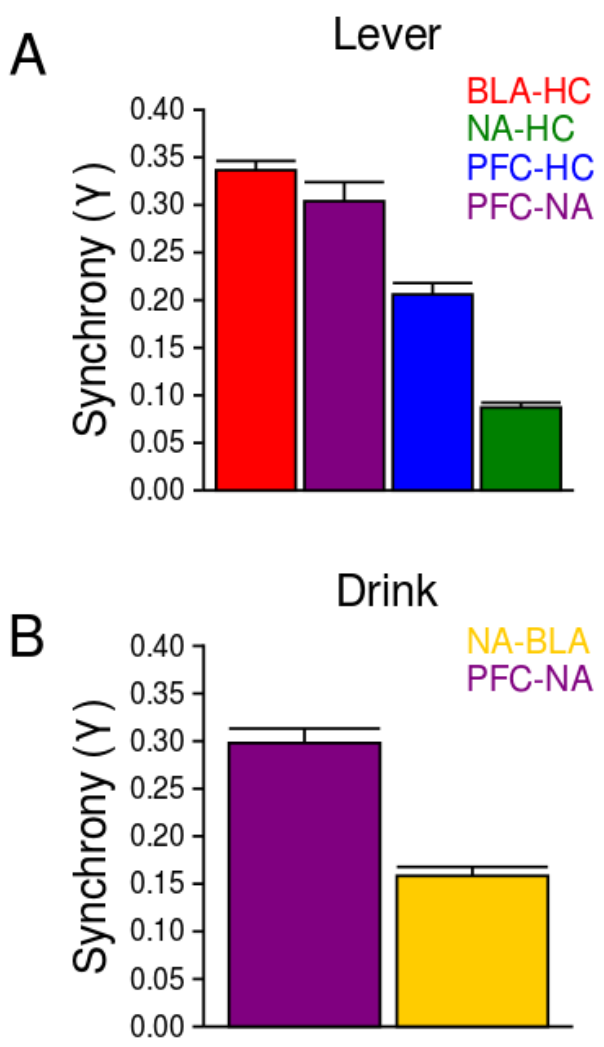 A
Lever
BLA-HC
NA-HC
PFC-HC
PFC-NA
Synchrony (γ)
0.40
0.35
0.30
0.25
0.20
0.15
0.10
0.05
0.00
B
Drink
NA-BLA
PFC-NA
Synchrony (γ)
0.40
0.35
0.30
0.25
0.20
0.15
0.10
0.05
0.00